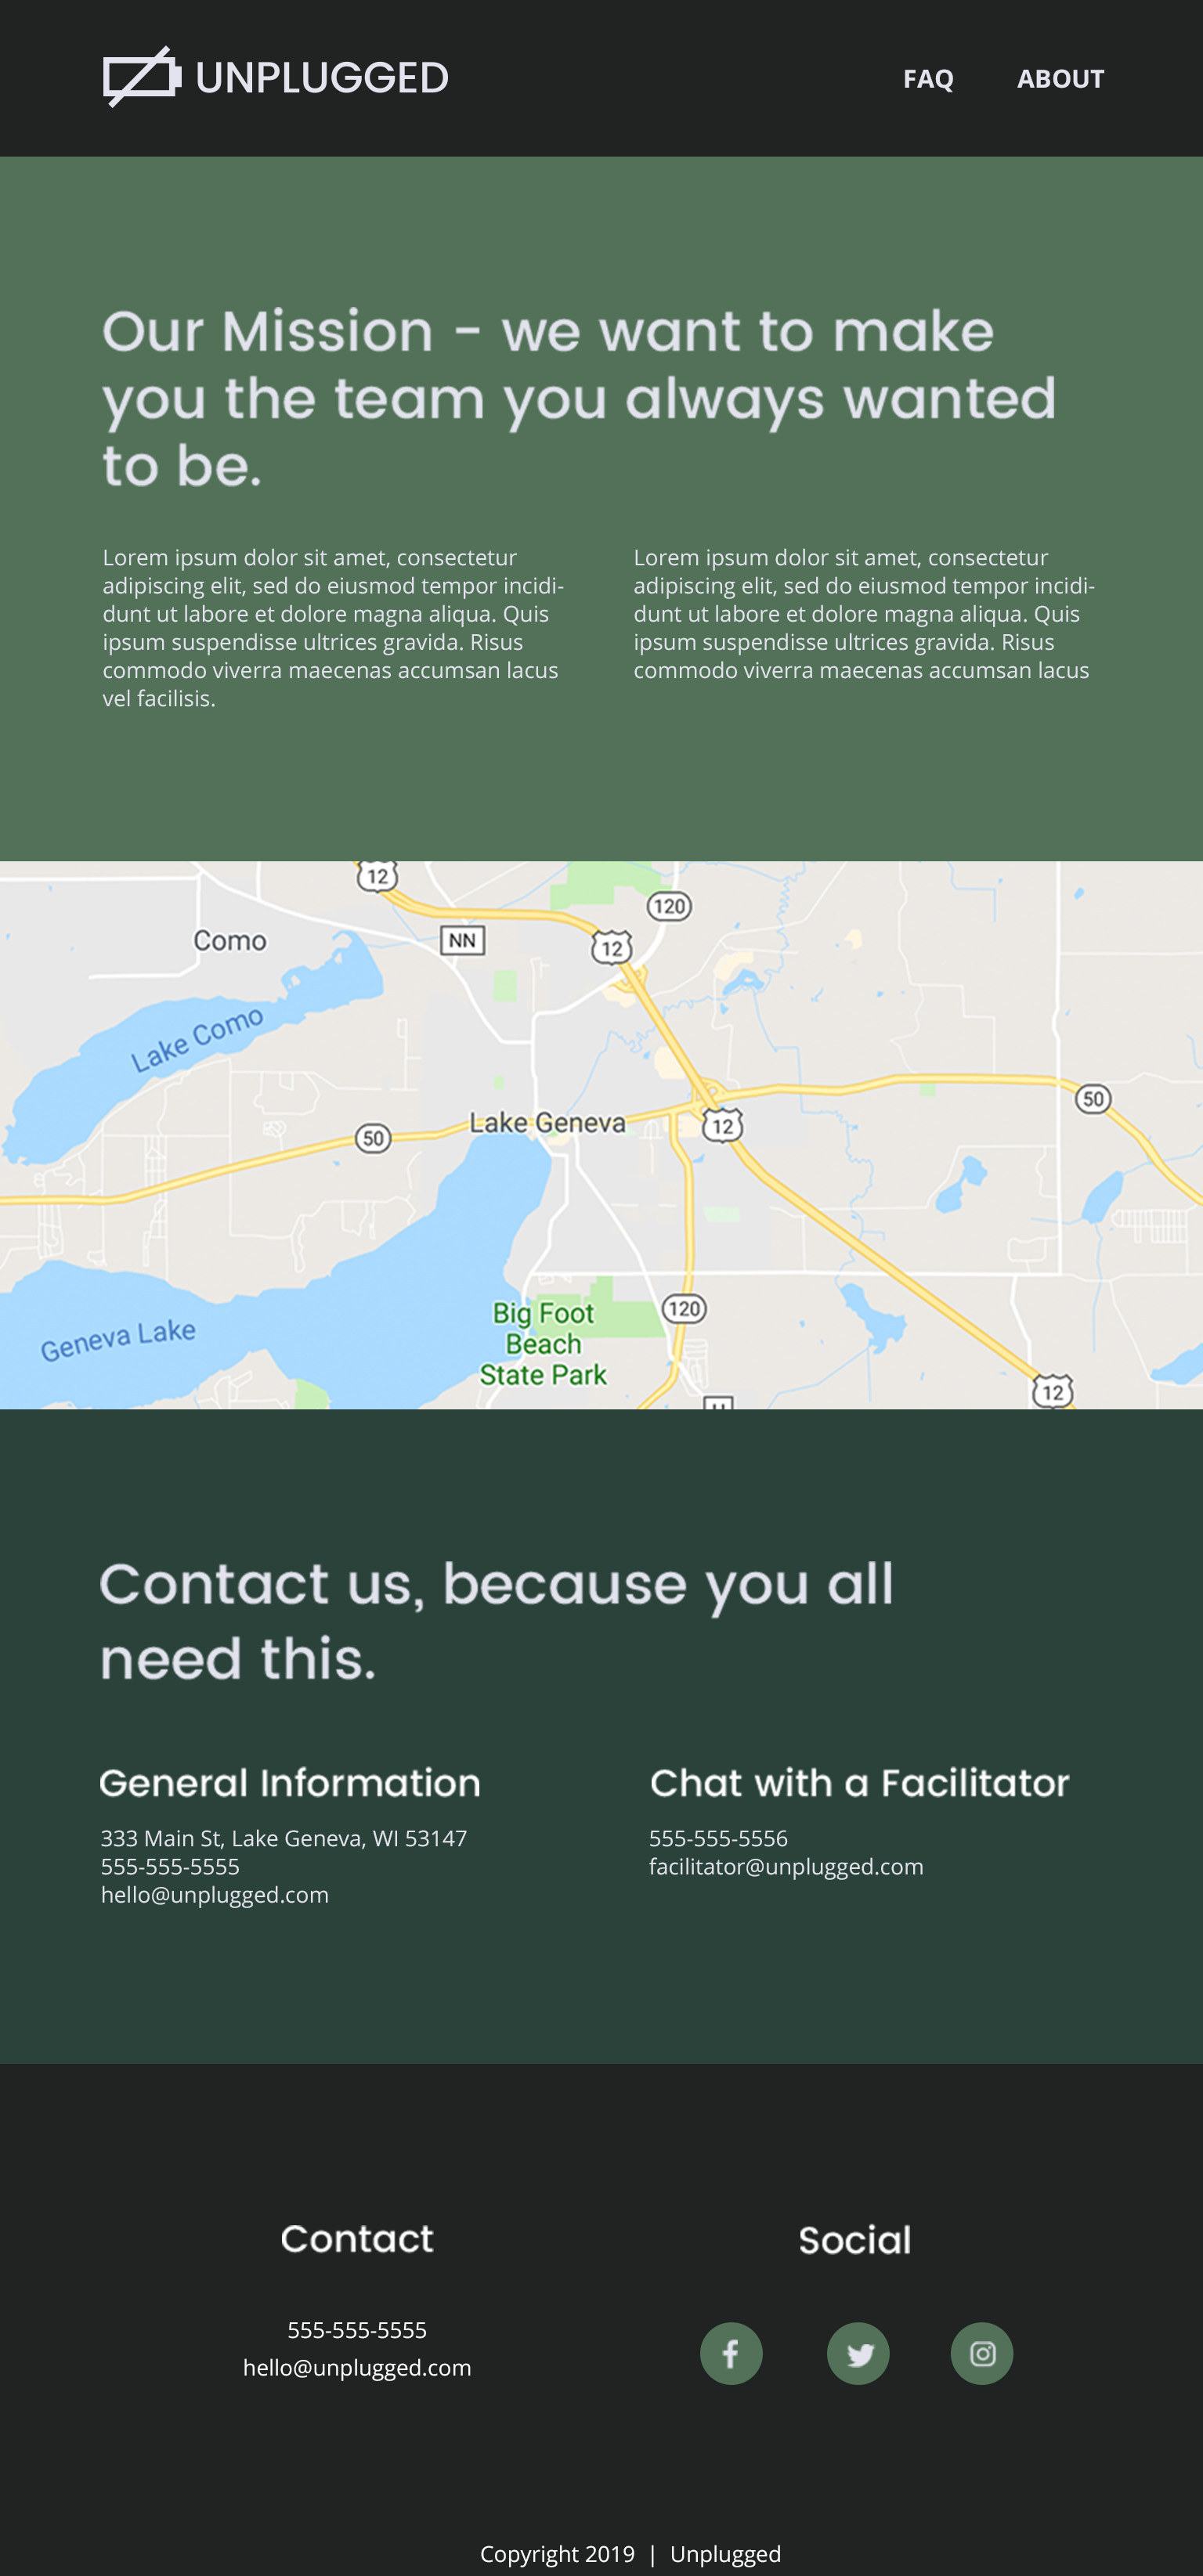 UNPLUGGED
FAQ
ABOUT
Our Mission - we want to make
you the team you always wanted
to be.
Lorem ipsum dolor sit amet, consectetur
adipiscing elit, sed do eiusmod tempor incidi-
dunt ut labore et dolore magna aliqua. Quis
ipsum suspendisse ultrices gravida. Risus
commodo viverra maecenas accumsan lacus
vel facilisis.
Lorem ipsum dolor sit amet, consectetur
adipiscing elit, sed do eiusmod tempor incidi-
dunt ut labore et dolore magna aliqua. Quis
ipsum suspendisse ultrices gravida. Risus
commodo viverra maecenas accumsan lacus
12
120
Como
NN
12
Lake Como
50
Lake Geneva
12
50
Big Foot
Beach
State Park
120
Geneva Lake
12
Contact us, because you all
need this.
General Information
333 Main St, Lake Geneva, WI 53147
555-555-5555
hello@unplugged.com
Chat with a Facilitator
555-555-5556
facilitator@unplugged.com
Contact
555-555-5555
hello@unplugged.com
Social
Copyright 2019 | Unplugged